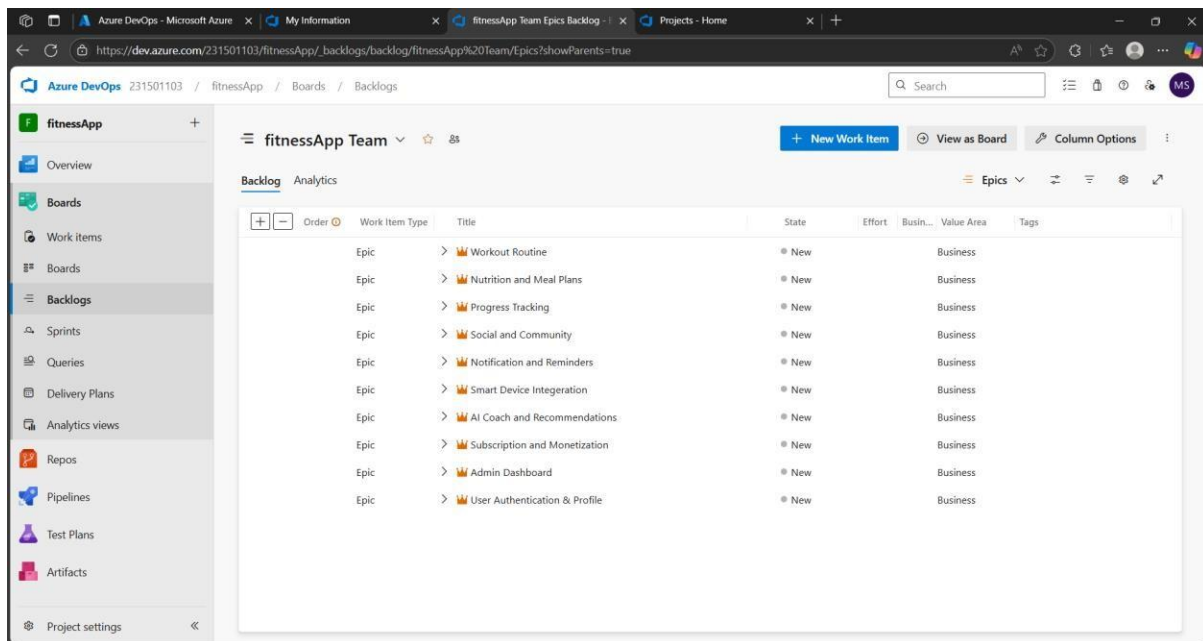 Azure DevOps - Microsoft Azure My Information fitnessApp Team Epics Backlog - Projects - Home
https://dev.azure.com/231501103/fitnessApp/_backlogs/backlog/fitnessApp%20Team/Epics?showParents=true
Azure DevOps 231501103 / fitnessApp / Boards / Backlogs Search MS
F fitnessApp
fitnessApp Team New Work Item View as Board Column Options
Overview
Backlog Analytics Epics
Boards
Order Work Item Type Title State Effort Busin... Value Area Tags
Work items
Epic Workout Routine New Business
Boards
Epic Nutrition and Meal Plans New Business
Backlogs
Epic Progress Tracking New Business
Sprints
Epic Social and Community New Business
Queries
Epic Notification and Reminders New Business
Delivery Plans
Epic Smart Device Integeration New Business
Analytics views
Epic AI Coach and Recommendations New Business
Repos
Epic Subscription and Monetization New Business
Epic Admin Dashboard New Business
Pipelines
Epic User Authentication & Profile New Business
Test Plans
Artifacts
Project settings